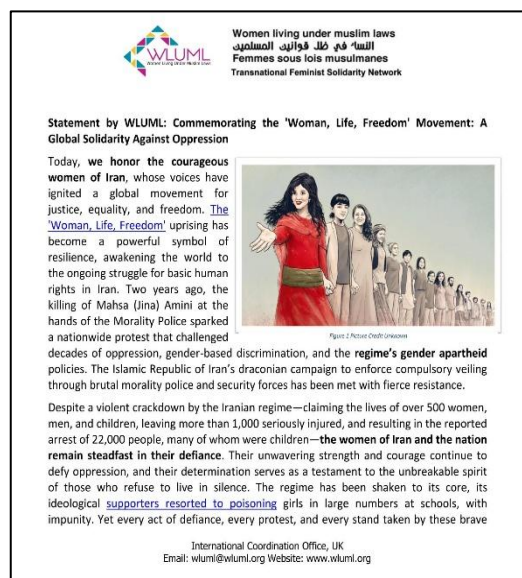 WLUML
Women Living Under Muslim Laws
Women living under muslim laws
النساء في ظل قوانين المسلمين
Femmes sous lois musulmanes
Transnational Feminist Solidarity Network
Statement by WLUML: Commemorating the 'Woman, Life, Freedom' Movement: A
Global Solidarity Against Oppression
Today, we honor the courageous
women of Iran, whose voices have
ignited a global movement for
justice, equality, and freedom. The
'Woman, Life, Freedom' uprising has
become a powerful symbol of
resilience, awakening the world to
the ongoing struggle for basic human
rights in Iran. Two years ago, the
killing of Mahsa (Jina) Amini at the
hands of the Morality Police sparked
a nationwide protest that challenged
Figure 1 Picture Credit Unknown
decades of oppression, gender-based discrimination, and the regime's gender apartheid
policies. The Islamic Republic of Iran's draconian campaign to enforce compulsory veiling
through brutal morality police and security forces has been met with fierce resistance.
Despite a violent crackdown by the Iranian regime—claiming the lives of over 500 women,
men, and children, leaving more than 1,000 seriously injured, and resulting in the reported
arrest of 22,000 people, many of whom were children—the women of Iran and the nation
remain steadfast in their defiance. Their unwavering strength and courage continue to
defy oppression, and their determination serves as a testament to the unbreakable spirit
of those who refuse to live in silence. The regime has been shaken to its core, its
ideological supporters resorted to poisoning girls in large numbers at schools, with
impunity. Yet every act of defiance, every protest, and every stand taken by these brave
International Coordination Office, UK
Email: wluml@wluml.org Website: www.wluml.org